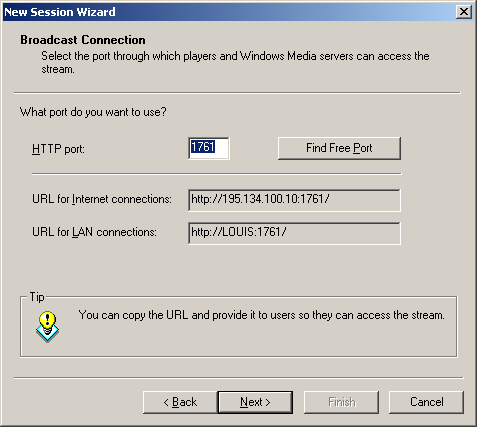 New Session Wizard
Broadcast Connection
Select the port through which players and Windows Media servers can access the
stream.
What port do you want to use?
HTTP port:
1761
Find Free Port
URL for Internet connections:
http://195.134.100.10:1761/
URL for LAN connections:
http://LOUIS:1761/
Tip
You can copy the URL and provide it to users so they can access the stream.
< Back
Next >
Finish
Cancel